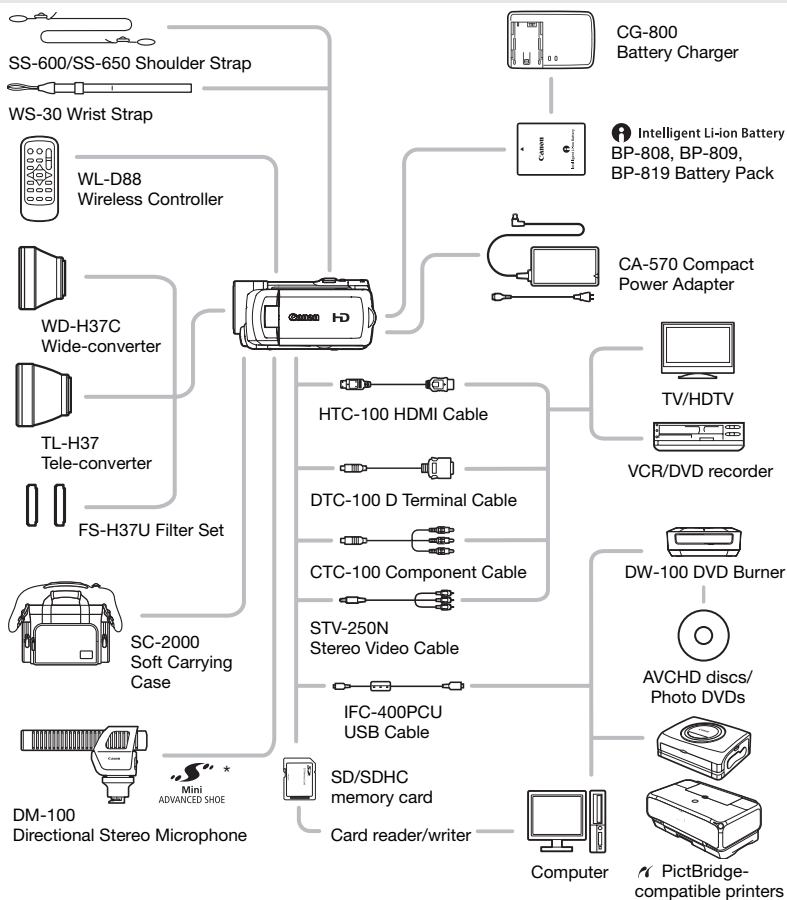 SS-600/SS-650 Shoulder Strap
WS-30 Wrist Strap
WL-D88
Wireless Controller
WD-H37C
Wide-converter
TL-H37
Tele-converter
FS-H37U Filter Set
SC-2000
Soft Carrying
Case
Canon
Mini
ADVANCED SHOE
*
DM-100
Directional Stereo Microphone
Canon HD
HTC-100 HDMI Cable
DTC-100 D Terminal Cable
CTC-100 Component Cable
STV-250N
Stereo Video Cable
IFC-400PCU
USB Cable
SD/SDHC
memory card
Card reader/writer
CG-800
Battery Charger
Canon
Intelligent Li-ion Battery
BP-808, BP-809,
BP-819 Battery Pack
CA-570 Compact
Power Adapter
TV/HDTV
VCR/DVD recorder
DW-100 DVD Burner
AVCHD discs/
Photo DVDs
Computer
PictBridge-
compatible printers